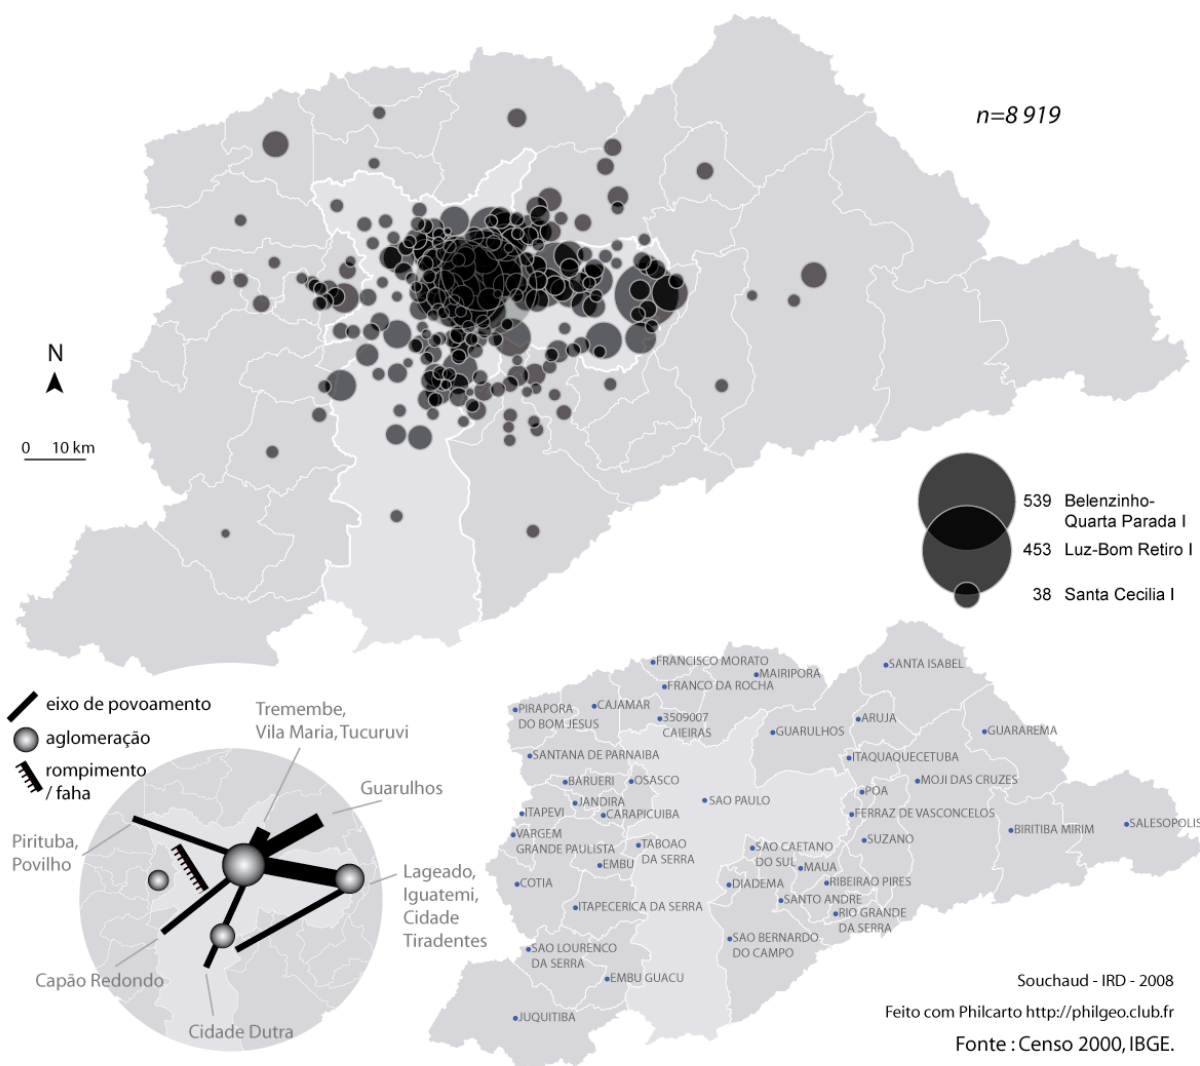 n=8 919
N
0 10 km
539 Belenzinho-
Quarta Parada I
453 Luz-Bom Retiro I
38 Santa Cecilia I
eixo de povoamento
aglomeração
rompimento
/ faha
Tremembe,
Vila Maria, Tucuruvi
Guarulhos
Pirituba,
Povilho
Lageado,
Iguatemi,
Cidade
Tiradentes
Capão Redondo
Cidade Dutra
FRANCISCO MORATO
MAIRIPORA
SANTA ISABEL
FRANCO DA ROCHA
PIRAPORA
DO BOM JESUS
CAJAMAR
3509007
CAIEIRAS
GUARULHOS
ARUJA
GUARAREMA
SANTANA DE PARNAIBA
ITAQUAQUECETUBA
BARUERI
OSASCO
MOJI DAS CRUZES
POA
JANDIRA
SAO PAULO
ITAPEVI
CARAPICUIBA
FERRAZ DE VASCONCELOS
VARGEM
GRANDE PAULISTA
BIRITIBA MIRIM
SALESOPOLIS
TABOAO
DA SERRA
SAO CAETANO
DO SUL
SUZANO
EMBU
MAUA
COTIA
DIADEMA
RIBEIRAO PIRES
ITAPECERICA DA SERRA
SANTO ANDRE
RIO GRANDE
DA SERRA
SAO LOURENCO
DA SERRA
SAO BERNARDO
DO CAMPO
EMBU GUACU
JUQUITIBA
Souchaud - IRD - 2008
Feito com Philcarto http://philgeo.club.fr
Fonte : Censo 2000, IBGE.